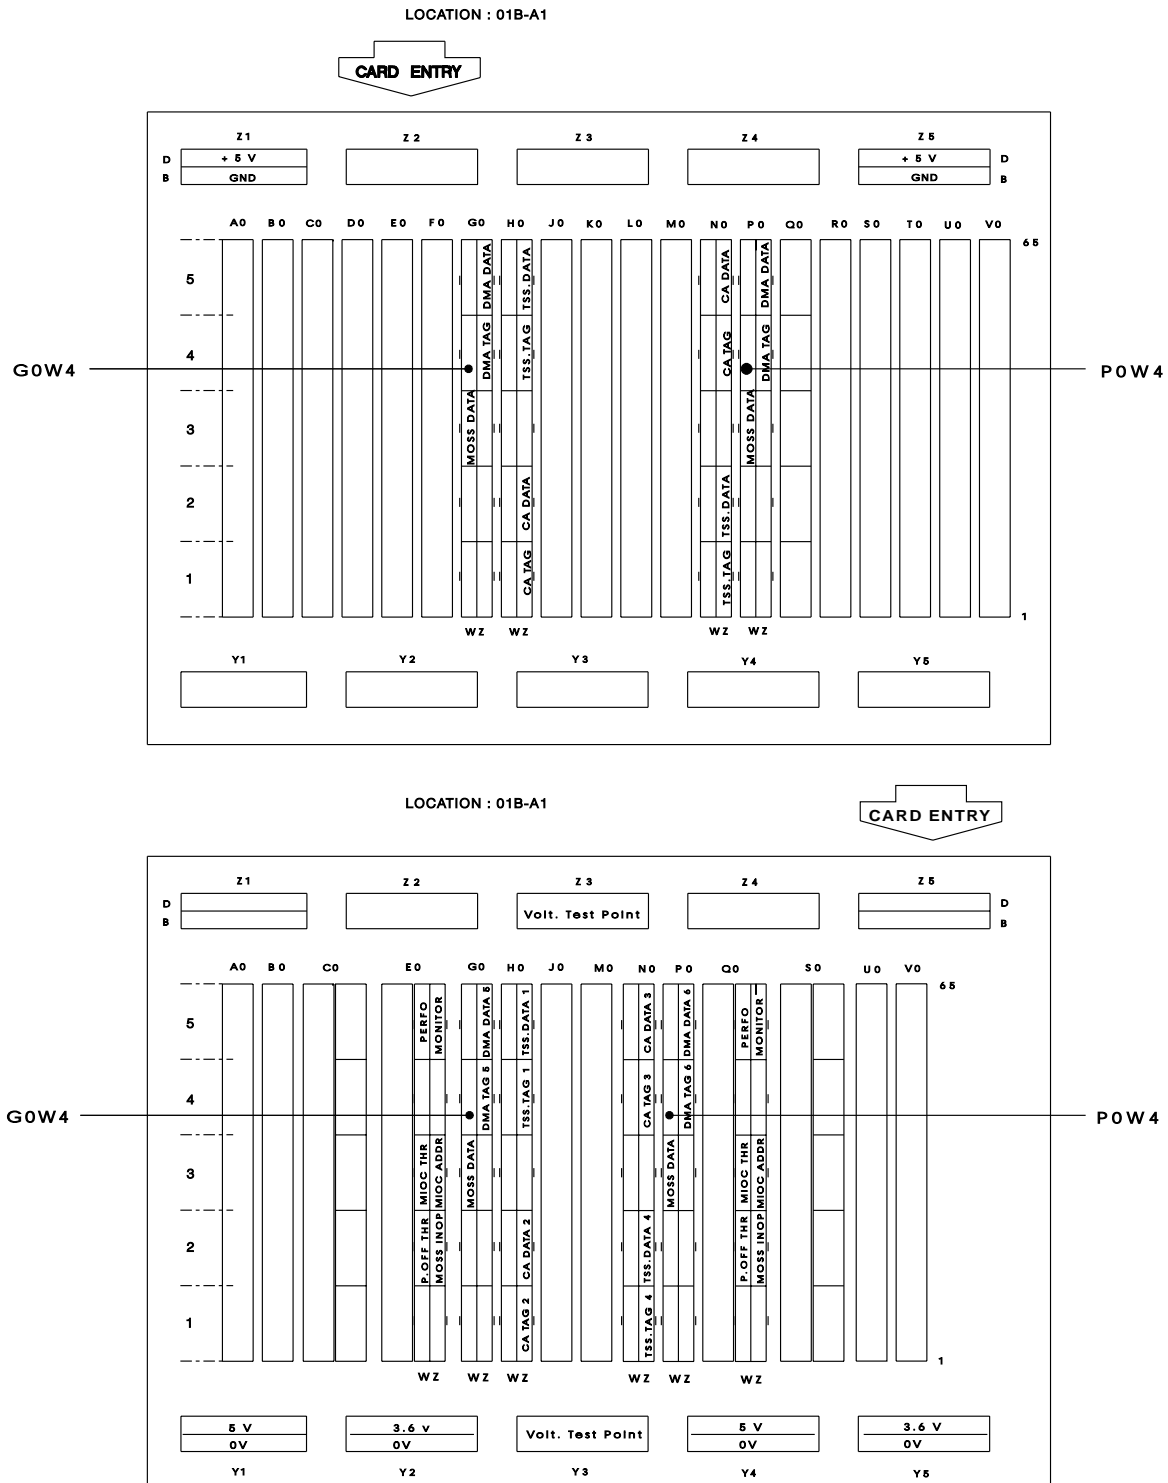 LOCATION : 01B-A1
CARD ENTRY
Z1 Z2 Z3 Z4 Z5
D + 5 V + 5 V D
B GND GND B
A0 B0 C0 D0 E0 F0 G0 H0 J0 K0 L0 M0 N0 P0 Q0 R0 S0 T0 U0 V0
65
5 DMA DATA TSS.DATA CA DATA DMA DATA
4 DMA TAG TSS.TAG CA TAG DMA TAG
G0W4 P0W4
3 MOSS DATA MOSS DATA
2 CA DATA TSS.DATA
1 CA TAG TSS.TAG
1
WZ WZ WZ WZ
Y1 Y2 Y3 Y4 Y5
LOCATION : 01B-A1
CARD ENTRY
Z1 Z2 Z3 Z4 Z5
D D
B Volt. Test Point B
A0 B0 C0 E0 G0 H0 J0 M0 N0 P0 Q0 S0 U0 V0
65
5 PERFO MONITOR DMA DATA 5 TSS.DATA 1 CA DATA 3 DMA DATA 6 PERFO MONITOR
4 DMA TAG 5 TSS.TAG 1 CA TAG 3 DMA TAG 6
G0W4 P0W4
3 MIOC THR MIOC ADDR MOSS DATA MOSS DATA MIOC THR MIOC ADDR
2 P.OFF THR MOSS INOP CA DATA 2 TSS.DATA 4 P.OFF THR MOSS INOP
1 CA TAG 2 TSS.TAG 4
1
WZ WZ WZ WZ WZ WZ
5 V 3.6 v Volt. Test Point 5 V 3.6 V
0V 0V 0V 0V
Y1 Y2 Y3 Y4 Y5